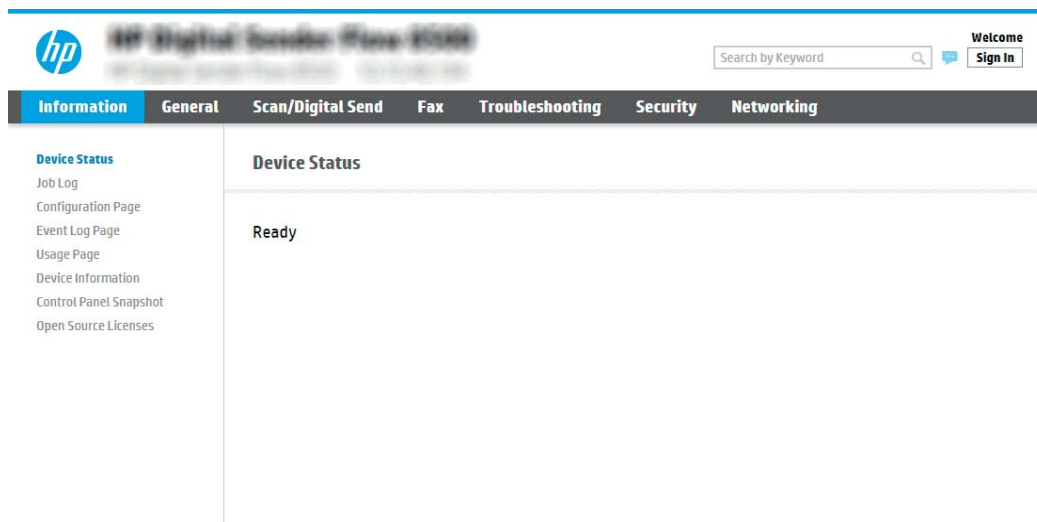 hp
Welcome
Search by Keyword
Sign In
Information General Scan/Digital Send Fax Troubleshooting Security Networking
Device Status
Job Log
Configuration Page
Event Log Page
Usage Page
Device Information
Control Panel Snapshot
Open Source Licenses
Device Status
Ready